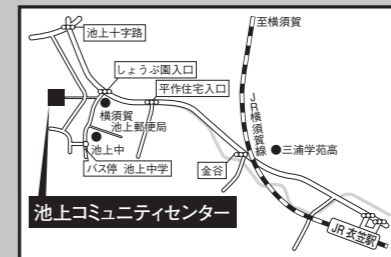 至横須賀
池上十字路
しょうぶ園入口
平作住宅入口
JR横須賀線
横須賀
池上郵便局
三浦学苑高
池上中
バス停 池上中学
金谷
池上コミュニティセンター
JR衣笠駅